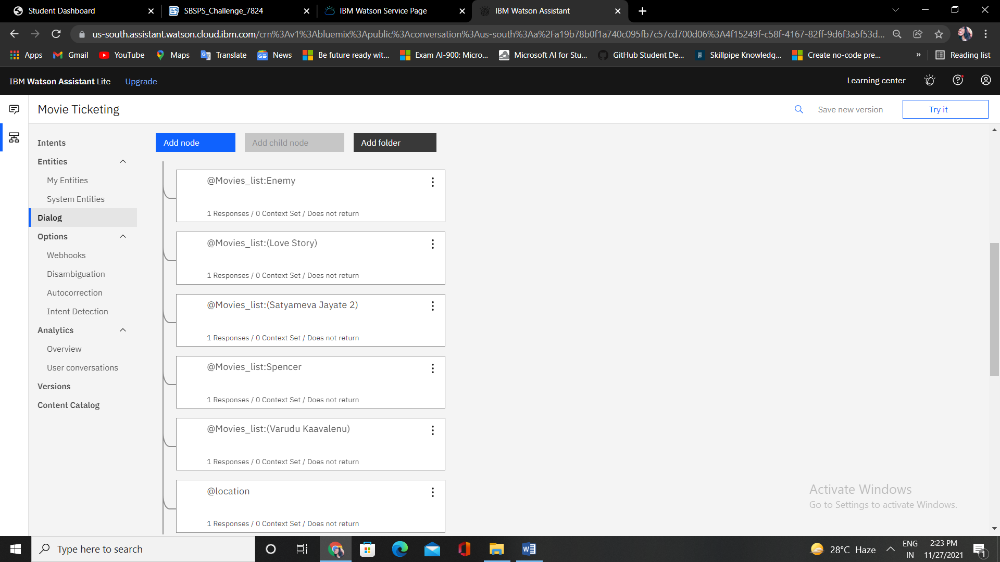 Student Dashboard
SBSPS_Challenge_7824
IBM Watson Service Page
IBM Watson Assistant
us-south.assistant.watson.cloud.ibm.com/crn%3Av1%3Abluemix%3Apublic%3Aconversation%3Aus-south%3Aa%2Fa19b78b0f1a740c095fb7c57cd700d06%3A4f15249f-c58f-4167-82ff-9d6f3a5f53d...
Apps
Gmail
YouTube
Maps
Translate
News
Be future ready wit...
Exam AI-900: Micro...
Microsoft AI for Stu...
GitHub Student De...
Skillpipe Knowledg...
Create no-code pre...
»
Reading list
IBM Watson Assistant Lite
Upgrade
Learning center
Movie Ticketing
Save new version
Try it
Intents
Entities
My Entities
System Entities
Dialog
Options
Webhooks
Disambiguation
Autocorrection
Intent Detection
Analytics
Overview
User conversations
Versions
Content Catalog
Add node
Add child node
Add folder
@Movies_list:Enemy
1 Responses / 0 Context Set / Does not return
@Movies_list:(Love Story)
1 Responses / 0 Context Set / Does not return
@Movies_list:(Satyameva Jayate 2)
1 Responses / 0 Context Set / Does not return
@Movies_list:Spencer
1 Responses / 0 Context Set / Does not return
@Movies_list:(Varudu Kaavalenu)
1 Responses / 0 Context Set / Does not return
@location
1 Responses / 0 Context Set / Does not return
Activate Windows
Go to Settings to activate Windows.
Type here to search
28°C Haze
ENG
IN
2:23 PM
11/27/2021
1